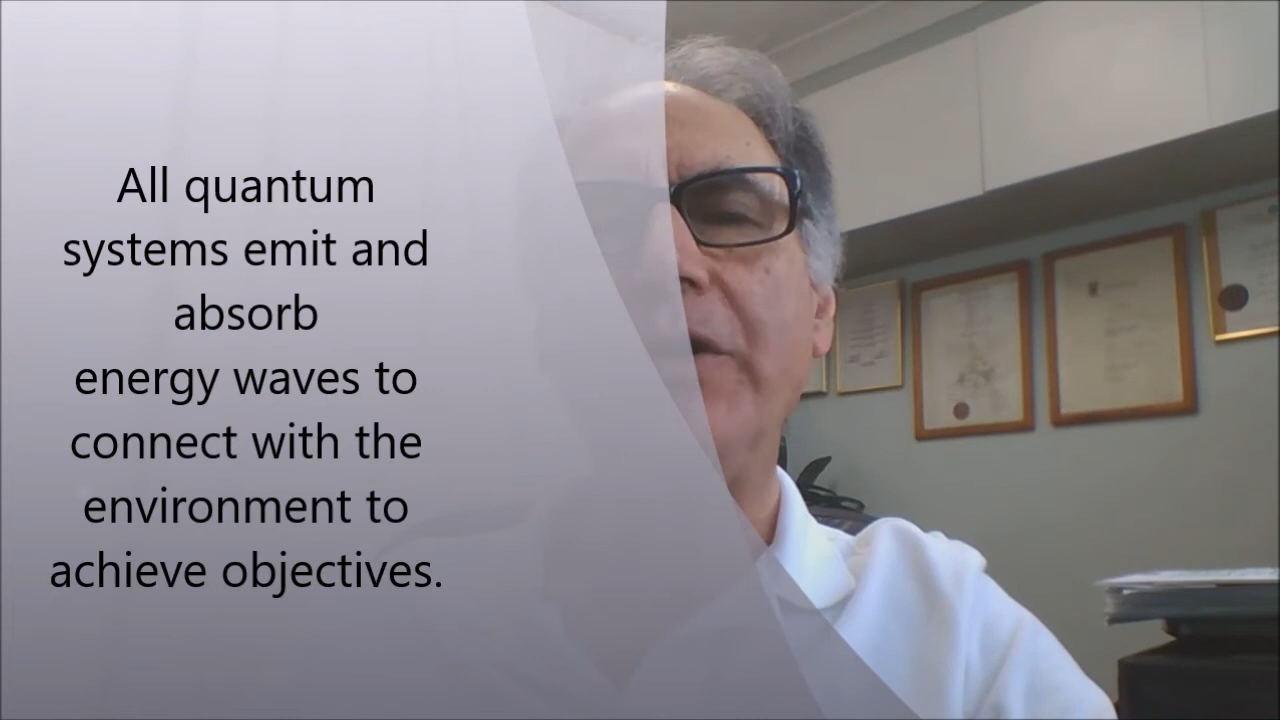 All quantum
systems emit and
absorb
energy waves to
connect with the
environment to
achieve objectives.